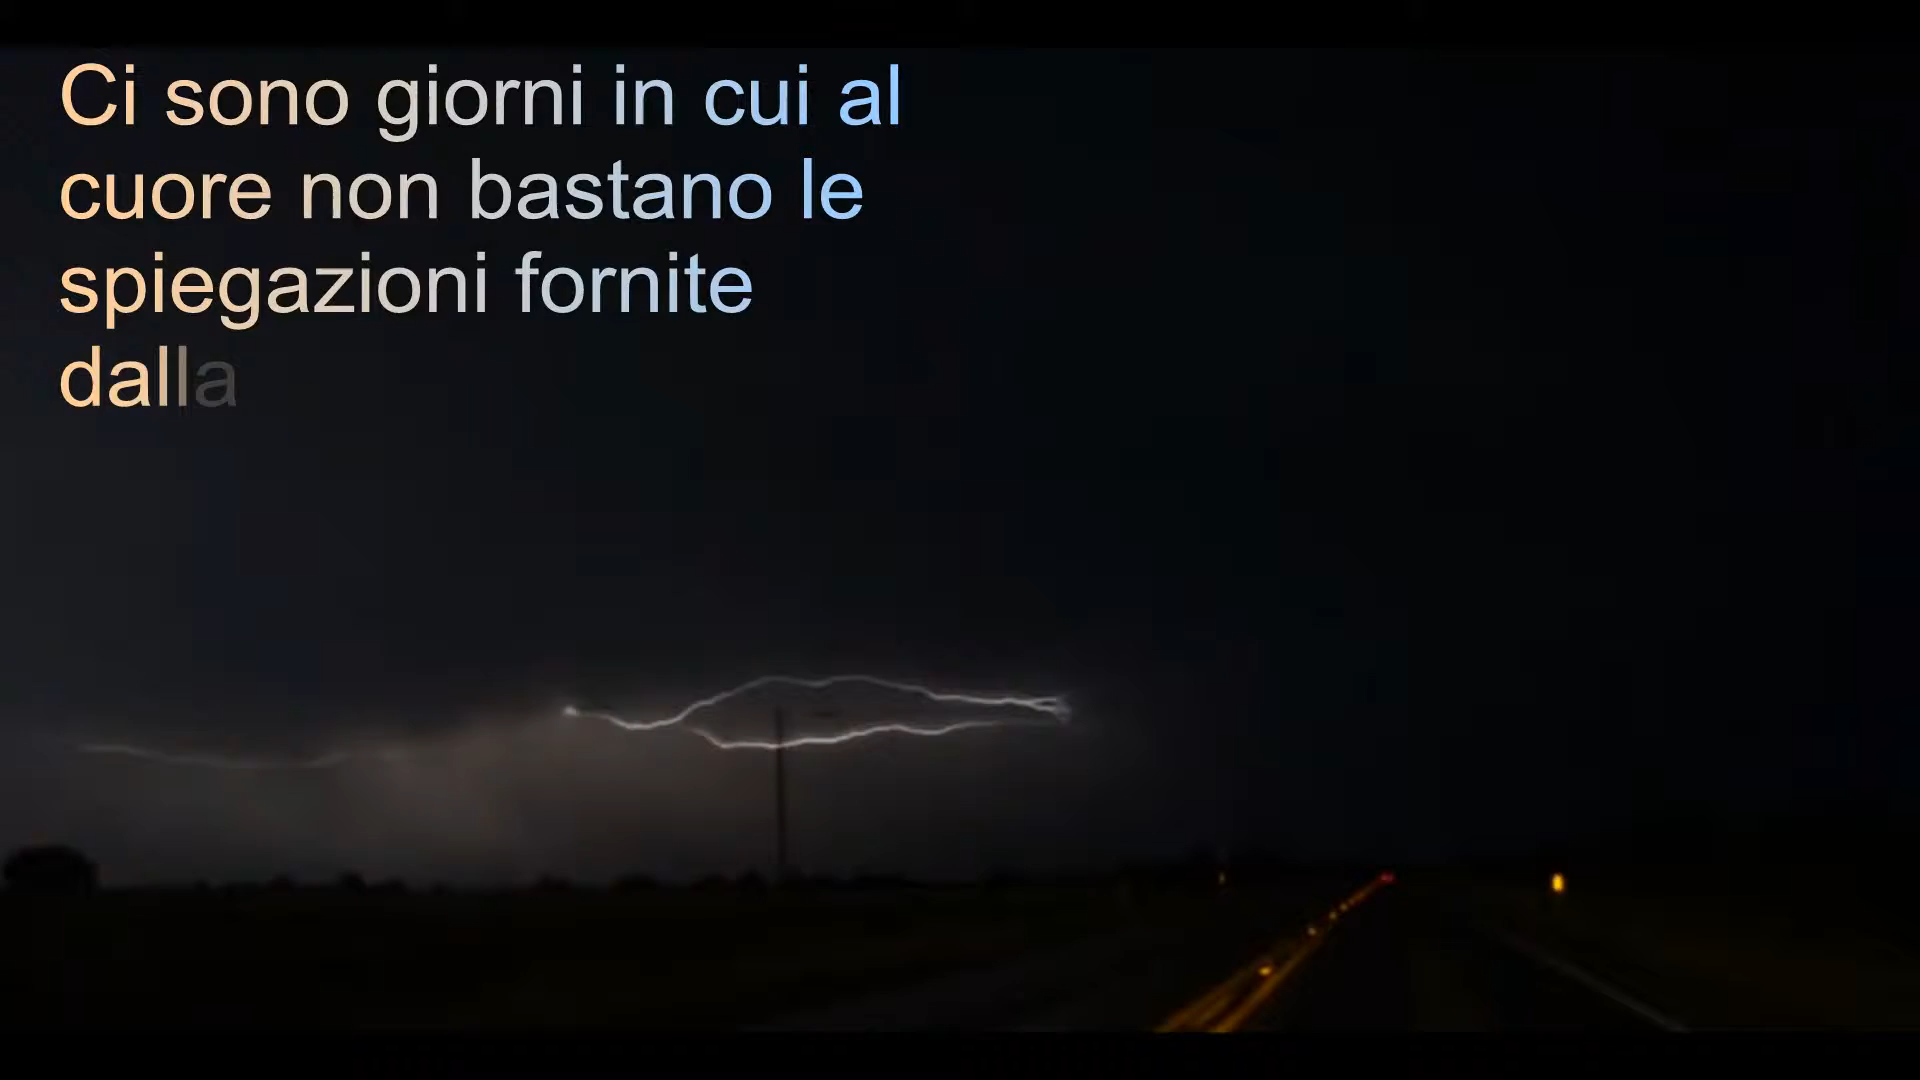 Ci sono giorni in cui al
cuore non bastano le
spiegazioni fornite
dalla